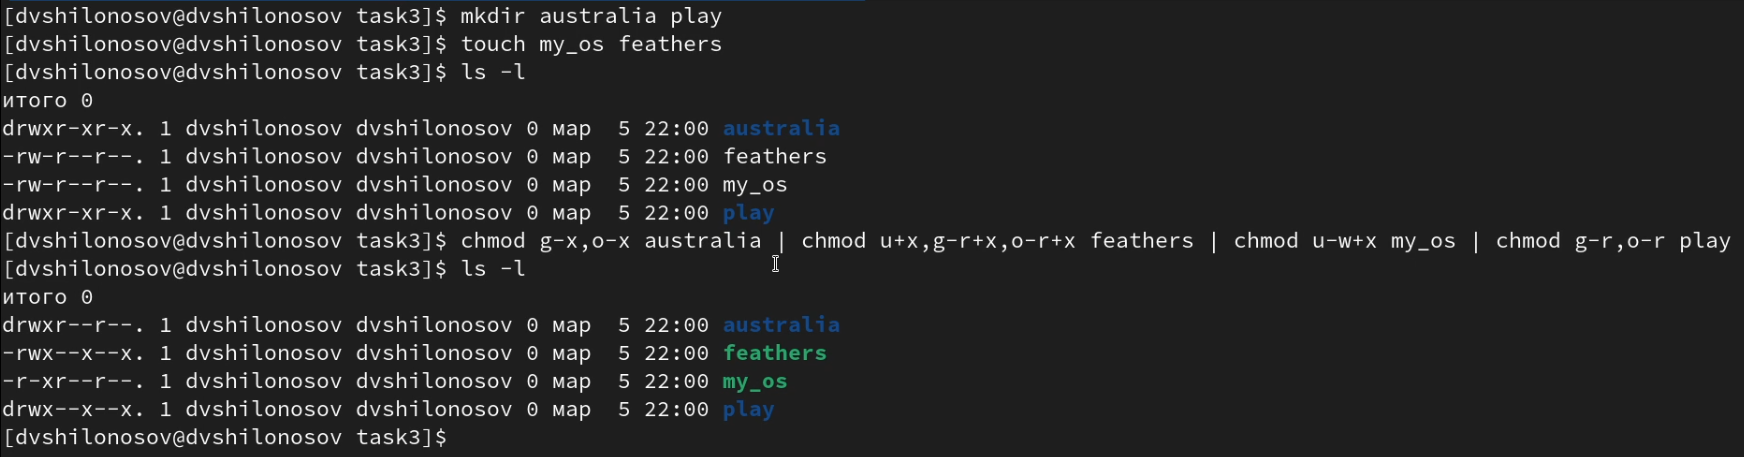 [dvshilonosov@dvshilonosov task3]$ mkdir australia play
[dvshilonosov@dvshilonosov task3]$ touch my_os feathers
[dvshilonosov@dvshilonosov task3]$ ls -l
итого 0
drwxr-xr-x. 1 dvshilonosov dvshilonosov 0 мар  5 22:00 australia
-rw-r--r--. 1 dvshilonosov dvshilonosov 0 мар  5 22:00 feathers
-rw-r--r--. 1 dvshilonosov dvshilonosov 0 мар  5 22:00 my_os
drwxr-xr-x. 1 dvshilonosov dvshilonosov 0 мар  5 22:00 play
[dvshilonosov@dvshilonosov task3]$ chmod g-x,o-x australia | chmod u+x,g-r+x,o-r+x feathers | chmod u-w+x my_os | chmod g-r,o-r play
[dvshilonosov@dvshilonosov task3]$ ls -l
итого 0
drwxr--r--. 1 dvshilonosov dvshilonosov 0 мар  5 22:00 australia
-rwx--x--x. 1 dvshilonosov dvshilonosov 0 мар  5 22:00 feathers
-r-xr--r--. 1 dvshilonosov dvshilonosov 0 мар  5 22:00 my_os
drwx--x--x. 1 dvshilonosov dvshilonosov 0 мар  5 22:00 play
[dvshilonosov@dvshilonosov task3]$